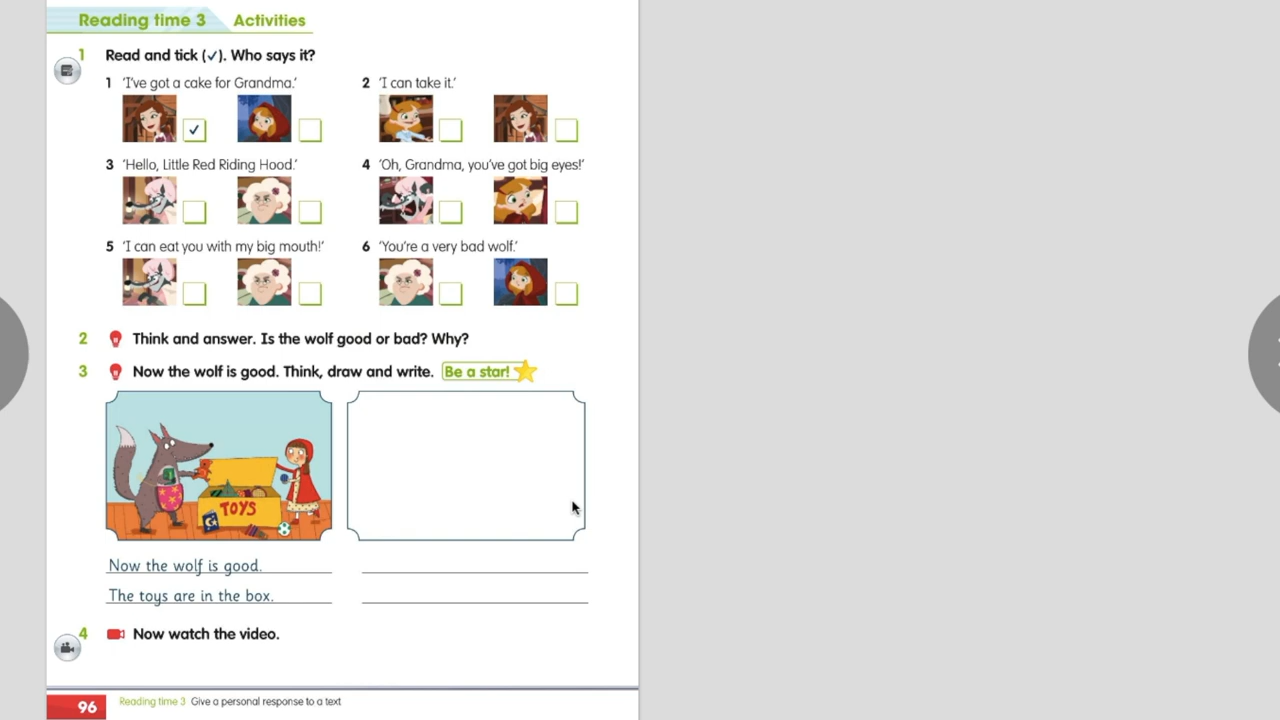 Reading time 3 Activities
1 Read and tick (✓). Who says it?
1 'I've got a cake for Grandma.' 2 'I can take it.'
✓
3 'Hello, Little Red Riding Hood.' 4 'Oh, Grandma, you've got big eyes!'
5 'I can eat you with my big mouth!' 6 'You're a very bad wolf.'
2 Think and answer. Is the wolf good or bad? Why?
3 Now the wolf is good. Think, draw and write. Be a star!
TOYS
Now the wolf is good.
The toys are in the box.
4 Now watch the video.
96 Reading time 3 Give a personal response to a text